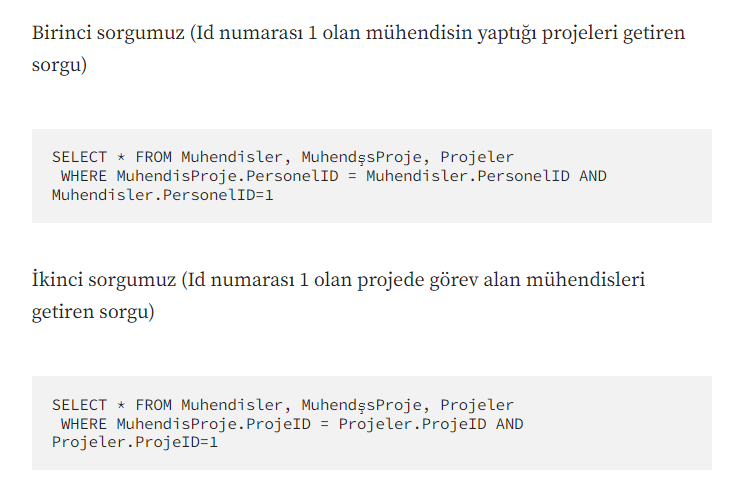 Birinci sorgumuz (Id numarası 1 olan mühendisin yaptığı projeleri getiren
sorgu)
SELECT * FROM Muhendisler, MuhendşsProje, Projeler
WHERE MuhendisProje.PersonelID = Muhendisler.PersonelID AND
Muhendisler.PersonelID=1
İkinci sorgumuz (Id numarası 1 olan projede görev alan mühendisleri
getiren sorgu)
SELECT * FROM Muhendisler, MuhendşsProje, Projeler
WHERE MuhendisProje.ProjeID = Projeler.ProjeID AND
Projeler.ProjeID=1